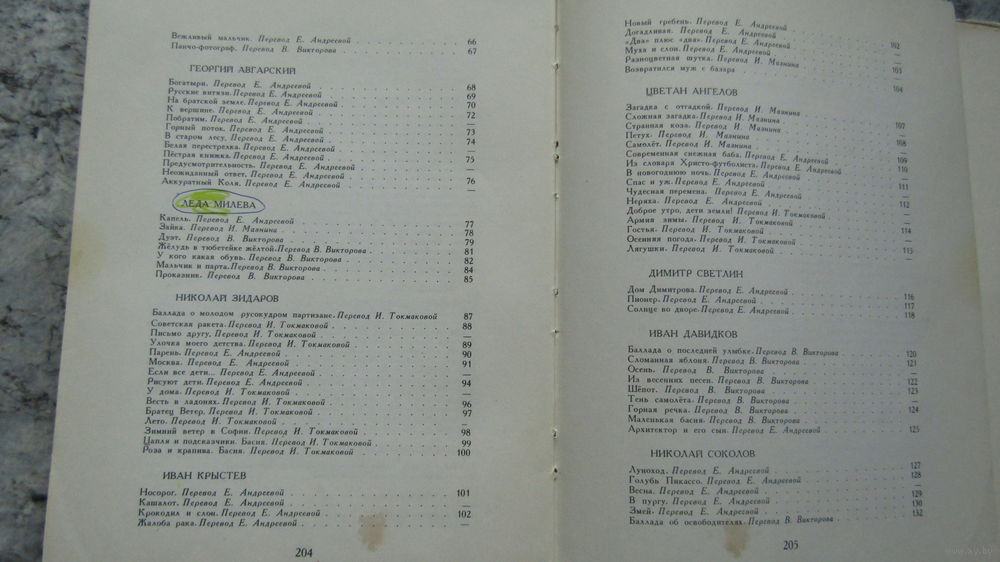 Вежливый мальчик. Перевод Е. Андреевой . . . 66
Панчо-фотограф. Перевод В. Викторова . . . 67
ГЕОРГИЙ АВГАРСКИЙ
Богатыри. Перевод Е. Андреевой . . . 68
Русские витязи. Перевод Е. Андреевой . . . 69
На братской земле. Перевод Е. Андреевой . . . 70
К вершине. Перевод Е. Андреевой . . . 72
Побратим. Перевод Е. Андреевой . . . —
Горный поток. Перевод Е. Андреевой . . . 73
В старом лесу. Перевод Е. Андреевой . . . 74
Белая перестрелка. Перевод Е. Андреевой . . . —
Пёстрая книжка. Перевод Е. Андреевой . . . 75
Предусмотрительность. Перевод Е. Андреевой . . . —
Неожиданный ответ. Перевод Е. Андреевой . . . 76
Аккуратный Коля. Перевод Е. Андреевой . . . —
ЛЕДА МИЛЕВА
Капель. Перевод Е. Андреевой . . . 77
Зайка. Перевод И. Мазнина . . . 78
Дуэт. Перевод В. Викторова . . . 79
Жёлудь в тюбетейке жёлтой. Перевод В. Викторова . . . 81
У кого какая обувь. Перевод В. Викторова . . . 82
Мальчик и парта. Перевод В. Викторова . . . 84
Проказник. Перевод В. Викторова . . . 85
НИКОЛАЙ ЗИДАРОВ
Баллада о молодом русокудром партизане. Перевод И. Токмаковой 87
Советская ракета. Перевод И. Токмаковой . . . 88
Письмо другу. Перевод И. Токмаковой . . . —
Улочка моего детства. Перевод И. Токмаковой . . . 89
Парень. Перевод Е. Андреевой . . . 90
Москва. Перевод Е. Андреевой . . . 91
Если все дети... Перевод Е. Андреевой . . . —
Рисуют дети. Перевод Е. Андреевой . . . 94
У дома. Перевод И. Токмаковой . . . —
Весть в ладонях. Перевод И. Токмаковой . . . 96
Братец Ветер. Перевод И. Токмаковой . . . 97
Лето. Перевод И. Токмаковой . . . —
Зимний ветер в Софии. Перевод И. Токмаковой . . . 98
Цапля и подсказчики. Басня. Перевод И. Токмаковой . . . 99
Роза и крапива. Басня. Перевод И. Токмаковой . . . 100
ИВАН КРЫСТЕВ
Носорог. Перевод Е. Андреевой . . . 101
Кашалот. Перевод Е. Андреевой . . . —
Крокодил и слон. Перевод Е. Андреевой . . . 102
Жалоба рака. Перевод Е. Андреевой . . . —
204
Новый гребень. Перевод Е. Андреевой
Догадливая. Перевод Е. Андреевой
«Два» плюс «два». Перевод Е. Андреевой . . . 102
Муха и слон. Перевод Е. Андреевой . . . —
Разноцветная шутка. Перевод И. Мазнина . . . 103
Возвратился муж с базара . . . 104
ЦВЕТАН АНГЕЛОВ
Загадка с отгадкой. Перевод И. Мазнина
Сложная загадка. Перевод И. Мазнина
Странная коза. Перевод И. Мазнина . . . 107
Петух. Перевод И. Мазнина . . . —
Самолёт. Перевод И. Мазнина . . . 108
Современная снежная баба. Перевод Е. Андреевой . . . 109
Из словаря Христо-футболиста. Перевод Е. Андреевой . . . 110
В новогоднюю ночь. Перевод Е. Андреевой . . . —
Спас и уж. Перевод Е. Андреевой . . . 111
Чудесная перемена. Перевод Е. Андреевой . . . —
Неряха. Перевод Е. Андреевой . . . 112
Доброе утро, дети земли! Перевод И. Токмаковой . . . —
Армия зимы. Перевод И. Токмаковой . . . —
Гостья. Перевод И. Токмаковой . . . 114
Осенняя погода. Перевод И. Токмаковой . . . —
Лягушки. Перевод И. Токмаковой . . . 115
ДИМИТР СВЕТЛИН
Дом Димитрова. Перевод Е. Андреевой . . . 116
Пионер. Перевод Е. Андреевой . . . 117
Солнце во дворе. Перевод Е. Андреевой . . . 118
ИВАН ДАВИДКОВ
Баллада о последней улыбке. Перевод В. Викторова . . . 120
Сломанная яблоня. Перевод В. Викторова . . . 121
Осень. Перевод В. Викторова . . . —
Из весенних песен. Перевод В. Викторова . . . 122
Шёпот. Перевод В. Викторова . . . 123
Тень самолёта. Перевод В. Викторова . . . —
Горная речка. Перевод В. Викторова . . . 124
Маленькая басня. Перевод В. Викторова . . . —
Архитектор и его сын. Перевод Е. Андреевой . . . 125
НИКОЛАЙ СОКОЛОВ
Луноход. Перевод Е. Андреевой . . . 127
Голубь Пикассо. Перевод Е. Андреевой . . . 128
Весна. Перевод Е. Андреевой . . . —
В пургу. Перевод Е. Андреевой . . . 129
Змей. Перевод Е. Андреевой . . . 130
Баллада об освободителях. Перевод В. Викторова . . . 132
205